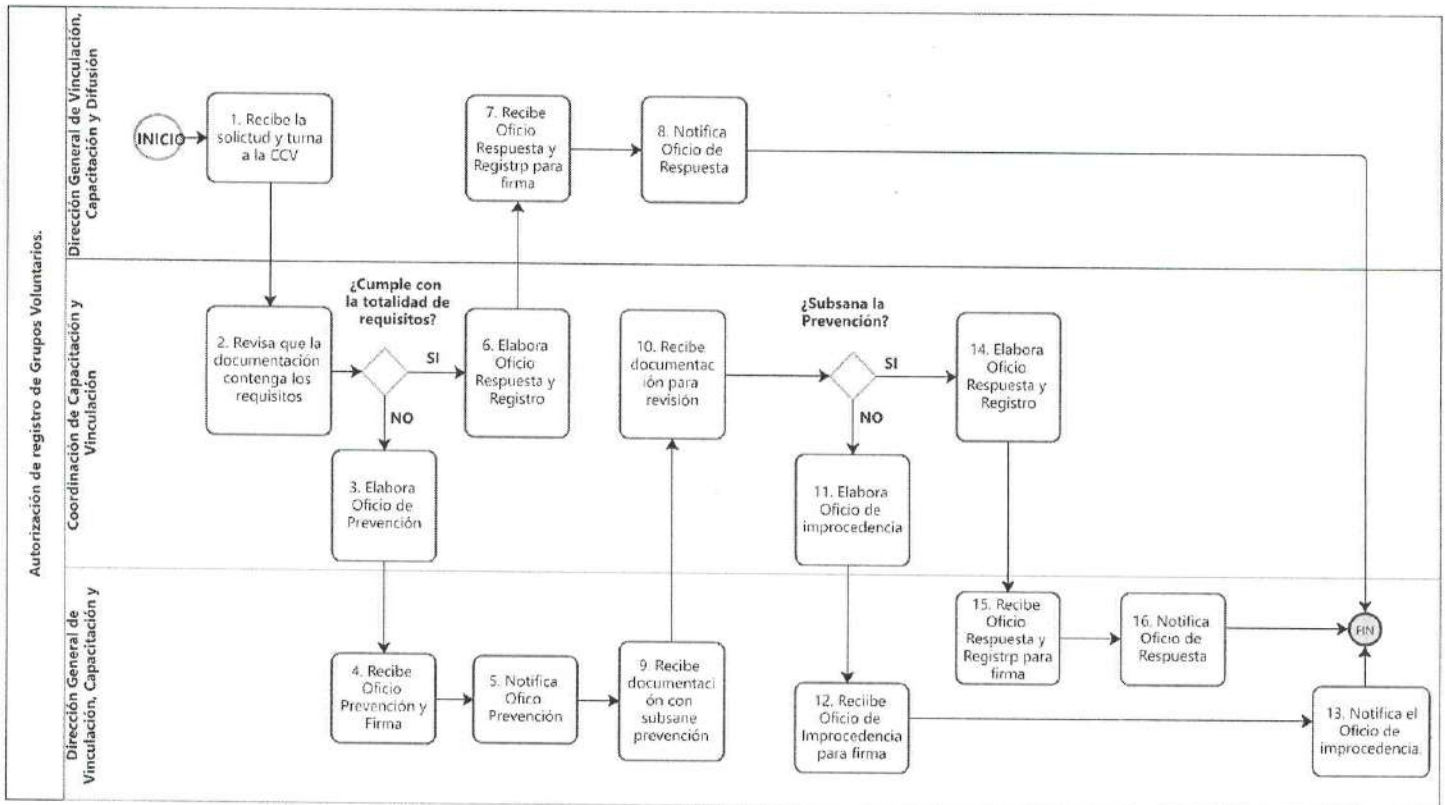 Autorización de registro de Grupos Voluntarios.
Dirección General de Vinculación,
Capacitación y Difusión
INICIO
1. Recibe la
solictud y turna
a la CCV
7. Recibe
Oficio
Respuesta y
Registrp para
firma
8. Notifica
Oficio de
Respuesta
Coordinación de Capacitación y
Vinculación
2. Revisa que la
documentación
contenga los
requisitos
¿Cumple con
la totalidad de
requisitos?
SI
NO
3. Elabora
Oficio de
Prevención
6. Elabora
Oficio
Respuesta y
Registro
10. Recibe
documentac
ión para
revisión
¿Subsana la
Prevención?
SI
NO
11. Elabora
Oficio de
improcedencia
14. Elabora
Oficio
Respuesta y
Registro
Dirección General de
Vinculación, Capacitación y
4. Recibe
Oficio
Prevención y
Firma
5. Notifica
Ofico
Prevención
9. Recibe
documentaci
ón con
subsane
prevención
12. Reciibe
Oficio de
Improcedencia
para firma
15. Recibe
Oficio
Respuesta y
Registrp para
firma
16. Notifica
Oficio de
Respuesta
FIN
13. Notifica el
Oficio de
improcedencia.